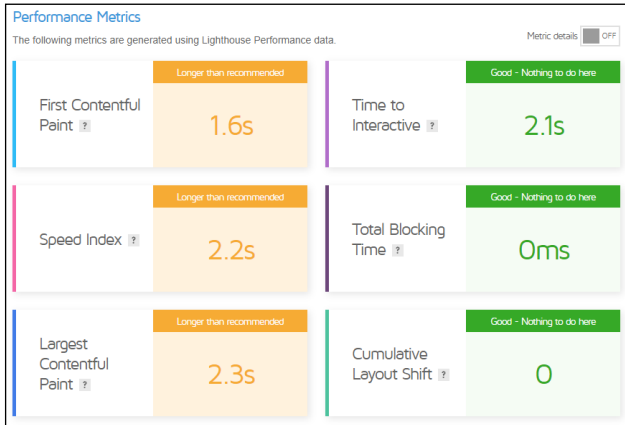 Performance Metrics
The following metrics are generated using Lighthouse Performance data.
Metric details OFF
Longer than recommended
First Contentful
Paint ?
1.6s
Good - Nothing to do here
Time to
Interactive ?
2.1s
Longer than recommended
Speed Index ?
2.2s
Good - Nothing to do here
Total Blocking
Time ?
0ms
Longer than recommended
Largest
Contentful
Paint ?
2.3s
Good - Nothing to do here
Cumulative
Layout Shift ?
0